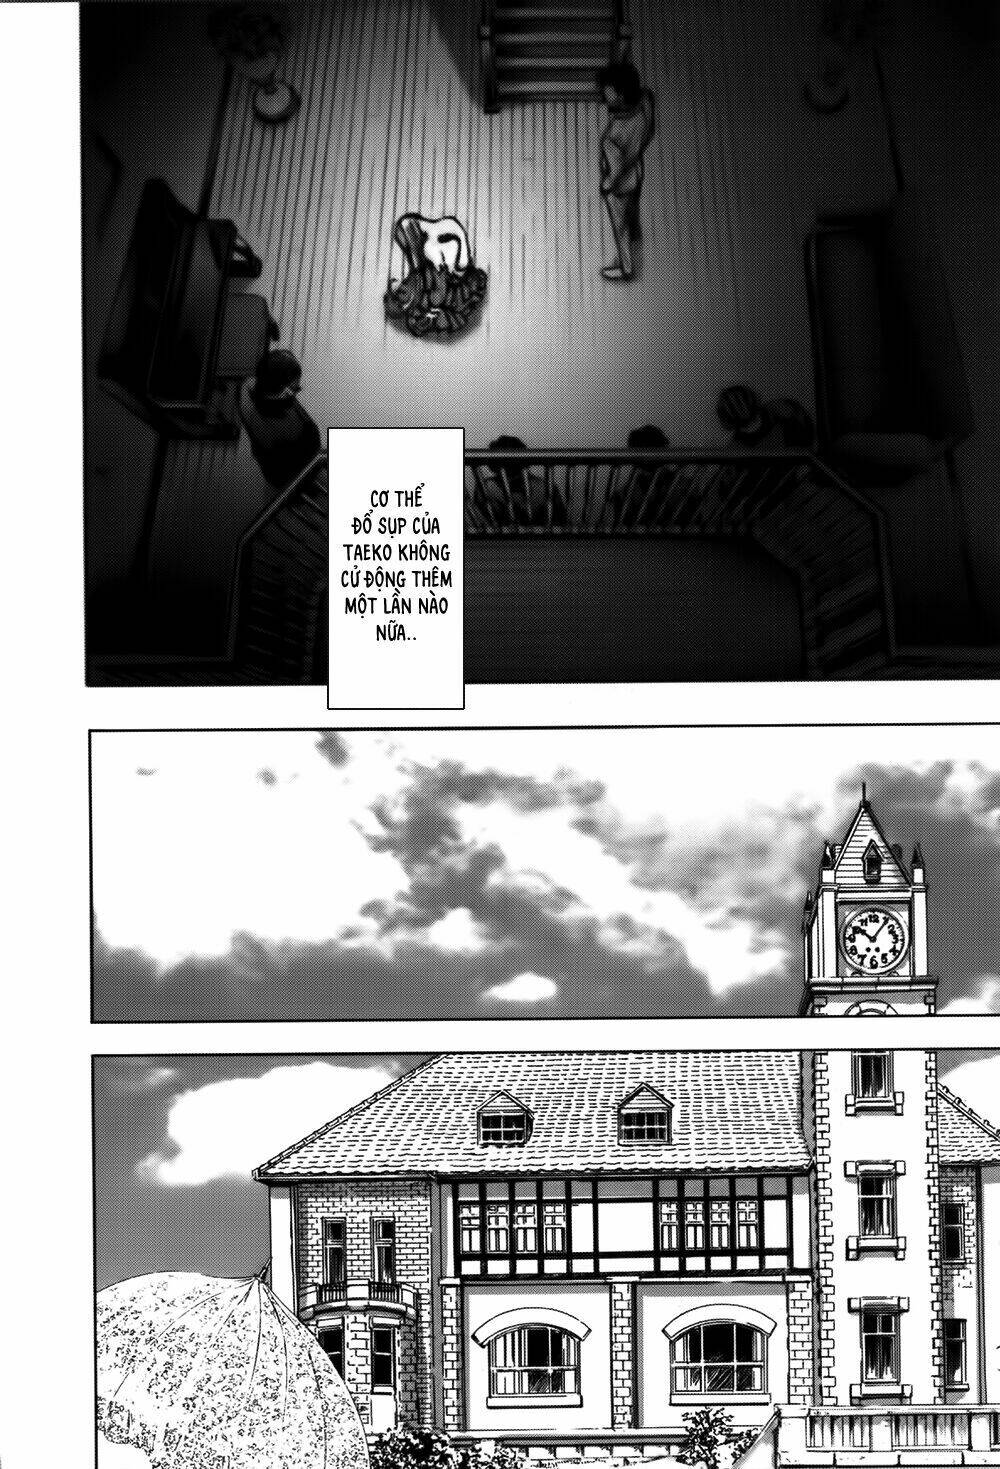 CƠ THỂ
ĐỔ SỤP CỦA
TAEKO KHÔNG
CỬ ĐỘNG THÊM
MỘT LẦN NÀO
NỮA..